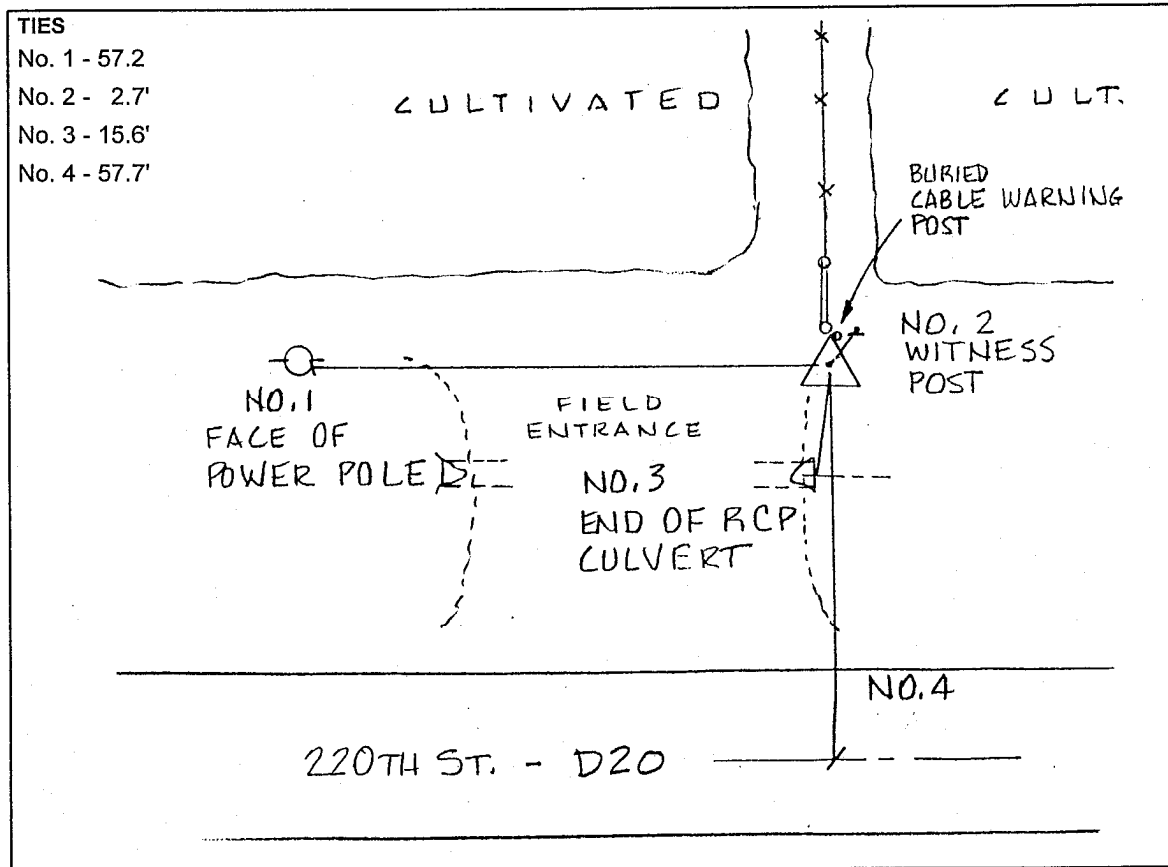 TIES
No. 1 - 57.2
No. 2 - 2.7'
No. 3 - 15.6'
No. 4 - 57.7'
CULTIVATED
CULT.
BURIED
CABLE WARNING
POST
NO. 2
WITNESS
POST
NO. 1
FACE OF
POWER POLE
FIELD
ENTRANCE
NO. 3
END OF RCP
CULVERT
NO. 4
220TH ST. - D20